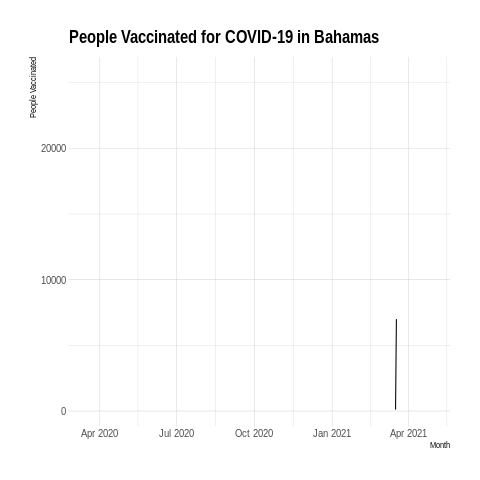 People Vaccinated for COVID-19 in Bahamas
People Vaccinated
20000
10000
0
Apr 2020 Jul 2020 Oct 2020 Jan 2021 Apr 2021
Month